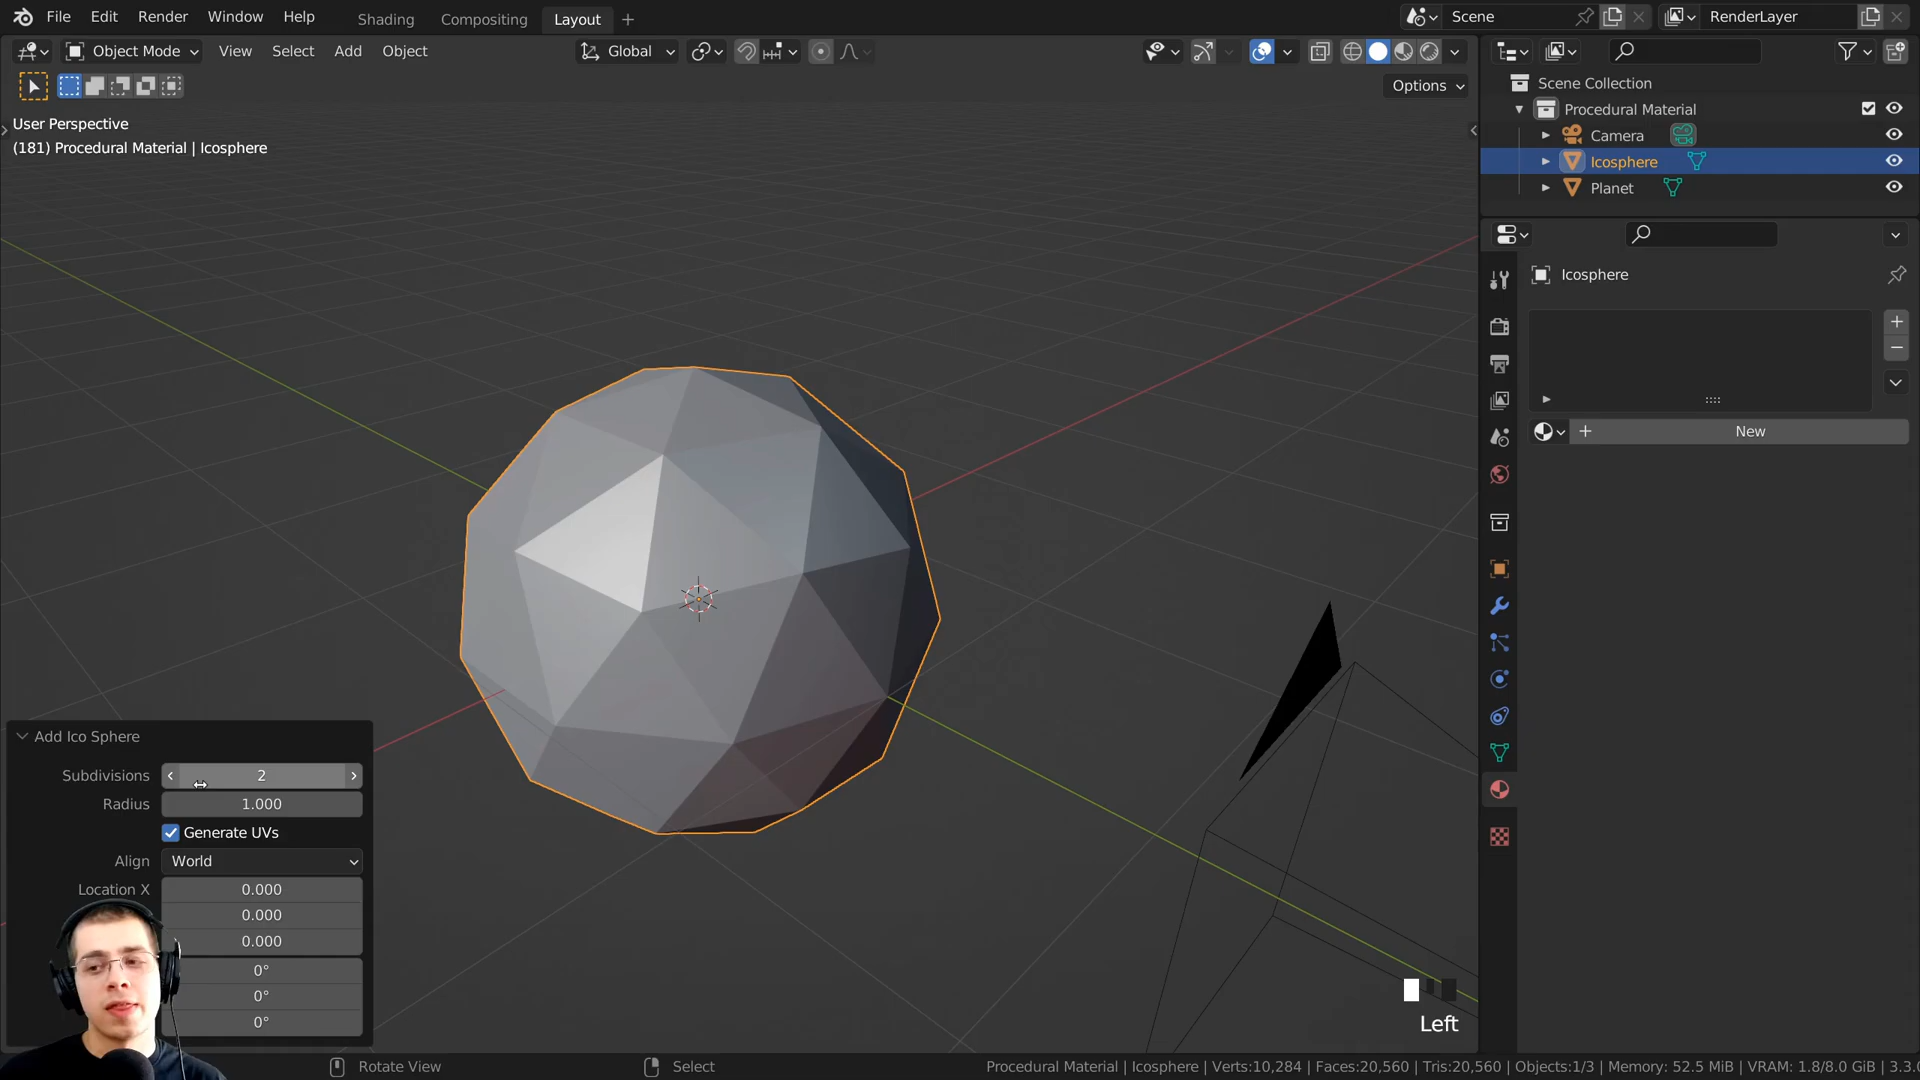 File Edit Render Window Help Shading Compositing Layout + Scene RenderLayer
Object Mode View Select Add Object Global
Options
User Perspective
(181) Procedural Material | Icosphere
Scene Collection
Procedural Material
Camera
Icosphere
Planet
Icosphere
New
Add Ico Sphere
Subdivisions 2
Radius 1.000
Generate UVs
Align World
Location X 0.000
0.000
0.000
0°
0°
0°
Left
Rotate View Select Procedural Material | Icosphere | Verts:10,284 | Faces:20,560 | Tris:20,560 | Objects:1/3 | Memory: 52.5 MiB | VRAM: 1.8/8.0 GiB | 3.3.